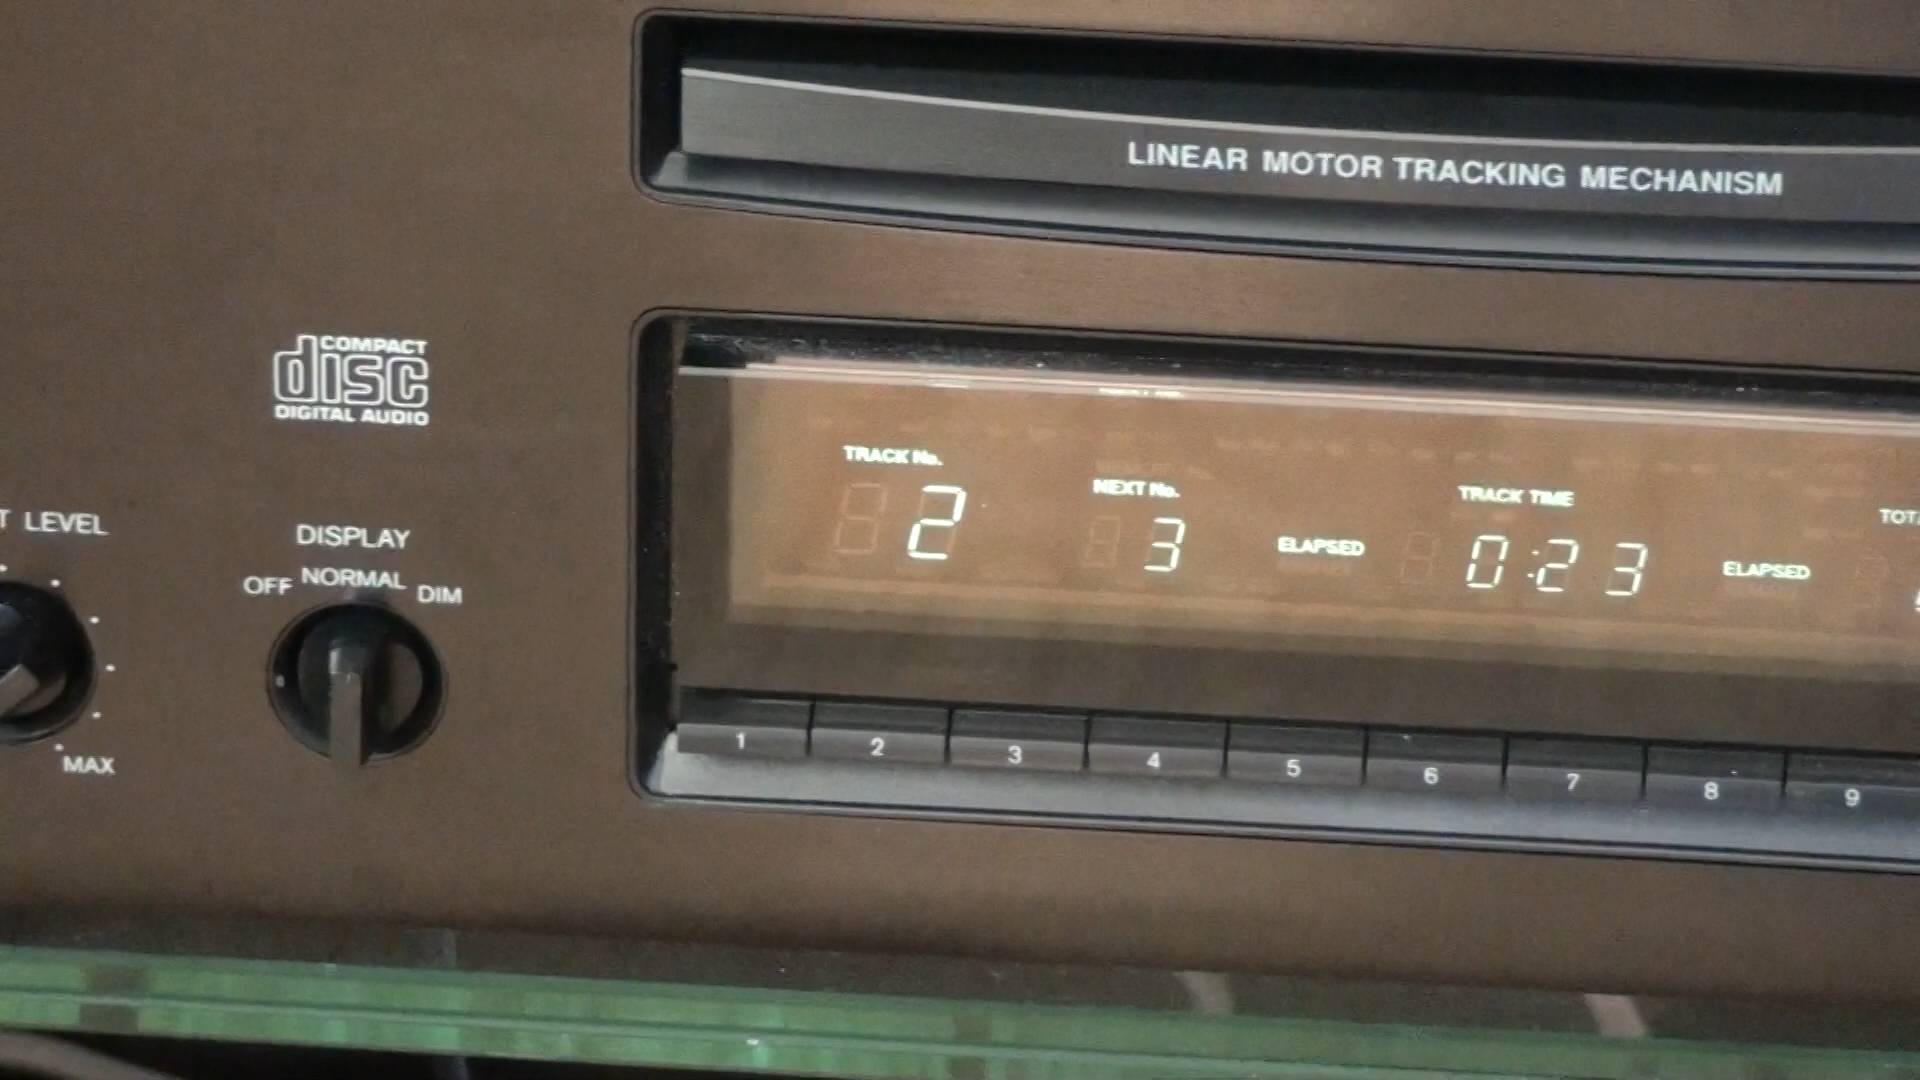 LINEAR MOTOR TRACKING MECHANISM
COMPACT
disc
DIGITAL AUDIO
TRACK No.
NEXT No.
TRACK TIME
2
3
ELAPSED
0:23
ELAPSED
LEVEL
DISPLAY
OFF NORMAL DIM
MAX
1 2 3 4 5 6 7 8 9